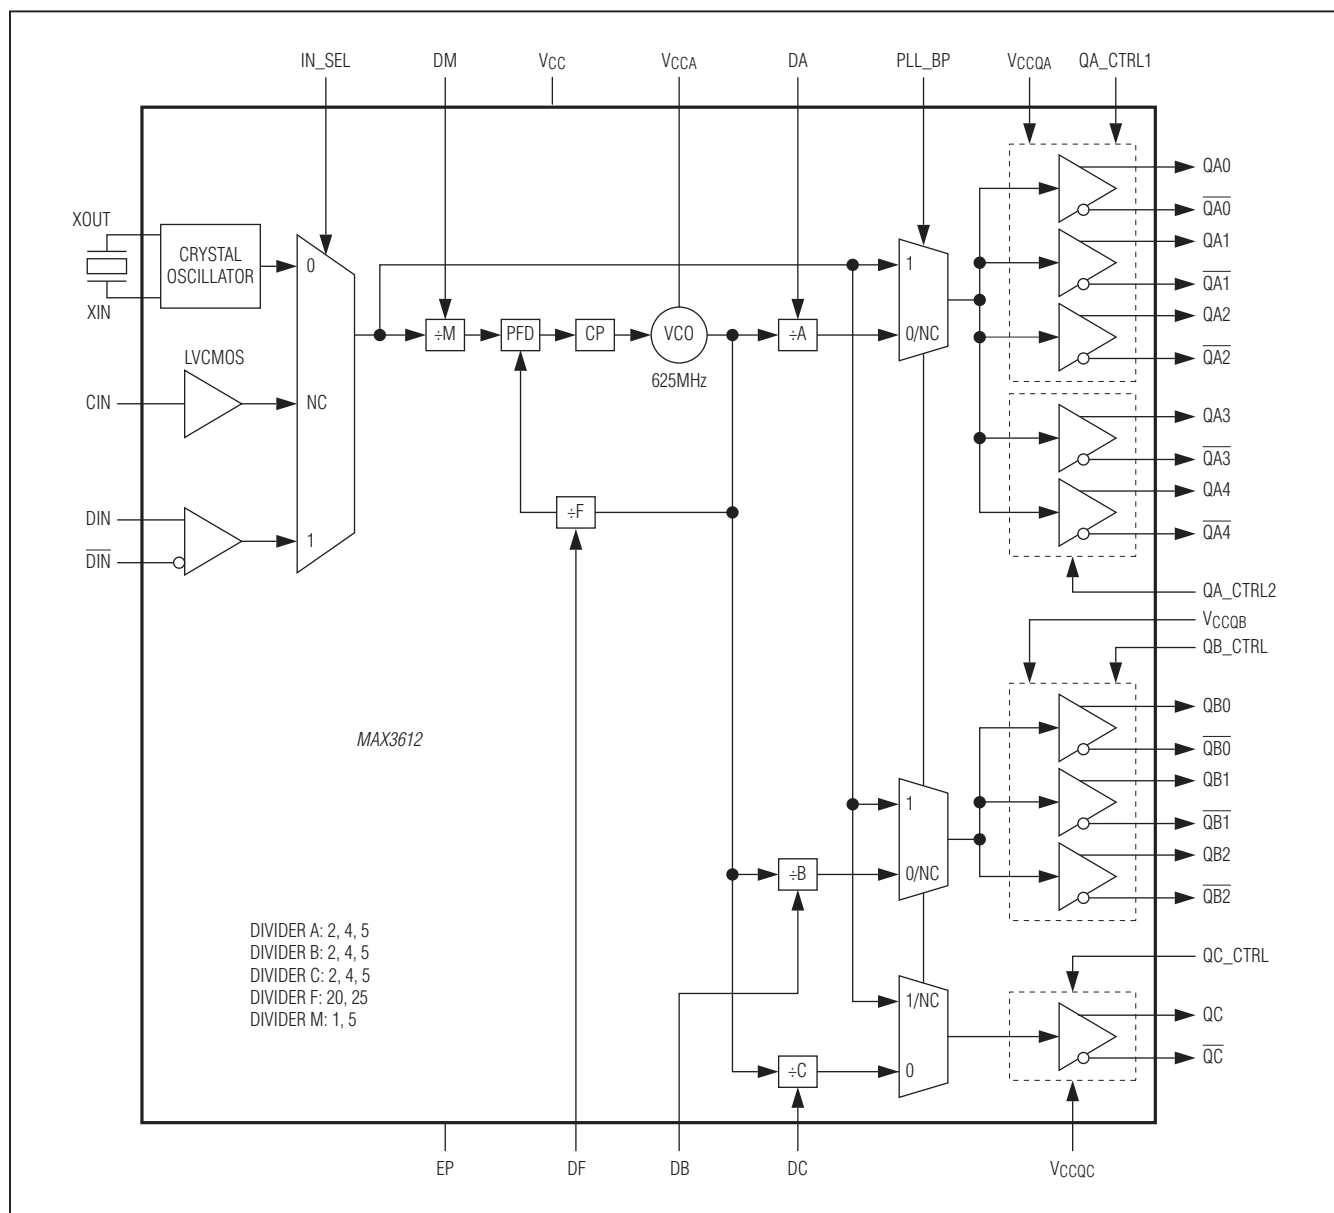 IN_SEL
DM
VCC
VCCA
DA
PLL_BP
VCCQA
QA_CTRL1
XOUT
XIN
CRYSTAL
OSCILLATOR
0
LVCMOS
CIN
NC
DIN
DIN
1
÷M
PFD
CP
VCO
625MHz
÷A
÷F
1
0/NC
QA0
QA0
QA1
QA1
QA2
QA2
QA3
QA3
QA4
QA4
QA_CTRL2
VCCQB
QB_CTRL
MAX3612
1
0/NC
÷B
QB0
QB0
QB1
QB1
QB2
QB2
DIVIDER A: 2, 4, 5
DIVIDER B: 2, 4, 5
DIVIDER C: 2, 4, 5
DIVIDER F: 20, 25
DIVIDER M: 1, 5
QC_CTRL
1/NC
0
÷C
QC
QC
EP
DF
DB
DC
VCCQC